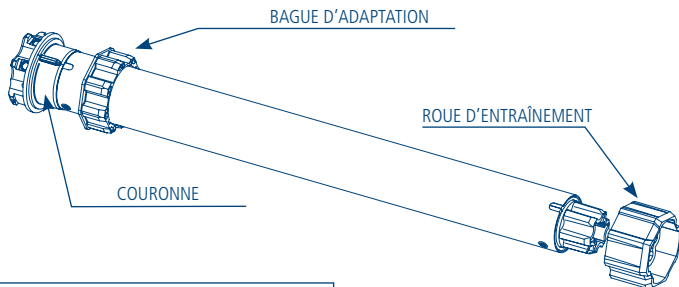 BAGUE D’ADAPTATION
ROUE D’ENTRAÎNEMENT
COURONNE